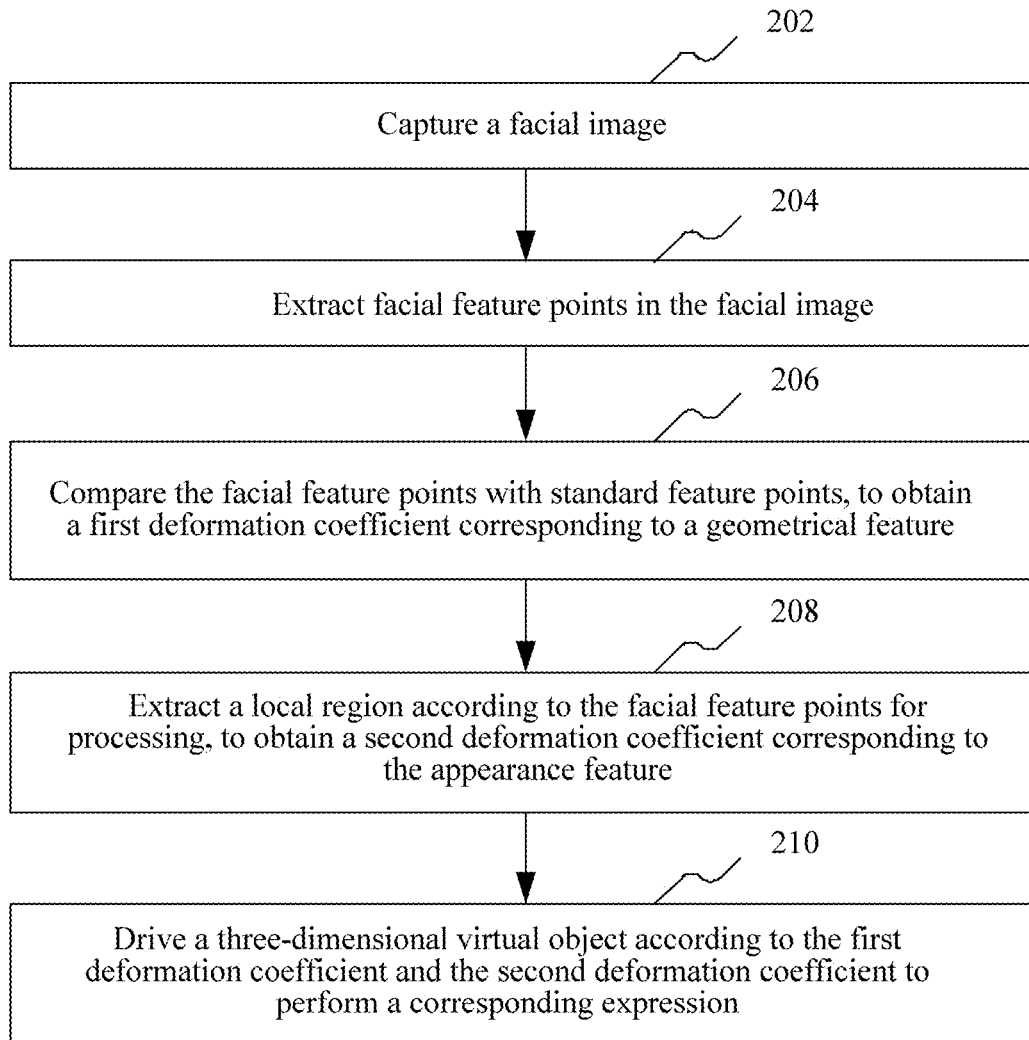 202
Capture a facial image
204
Extract facial feature points in the facial image
206
Compare the facial feature points with standard feature points, to obtain
a first deformation coefficient corresponding to a geometrical feature
208
Extract a local region according to the facial feature points for
processing, to obtain a second deformation coefficient corresponding to
the appearance feature
210
Drive a three-dimensional virtual object according to the first
deformation coefficient and the second deformation coefficient to
perform a corresponding expression